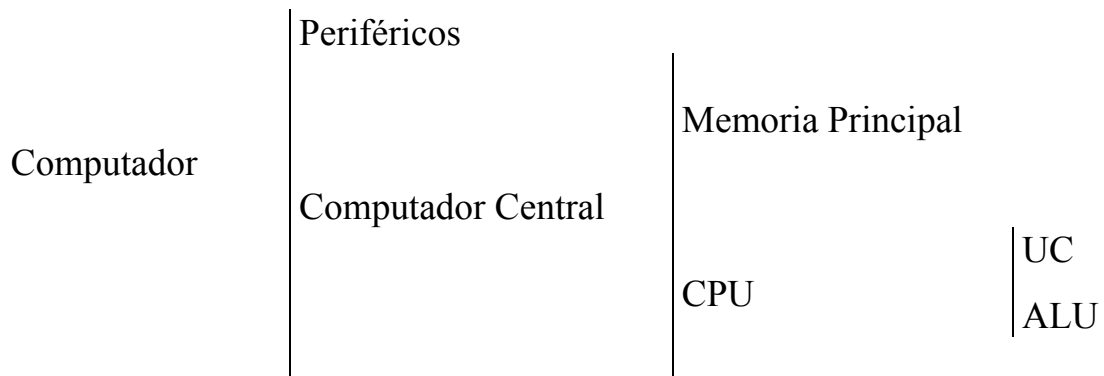 Periféricos
Memoria Principal
Computador
Computador Central
UC
CPU
ALU